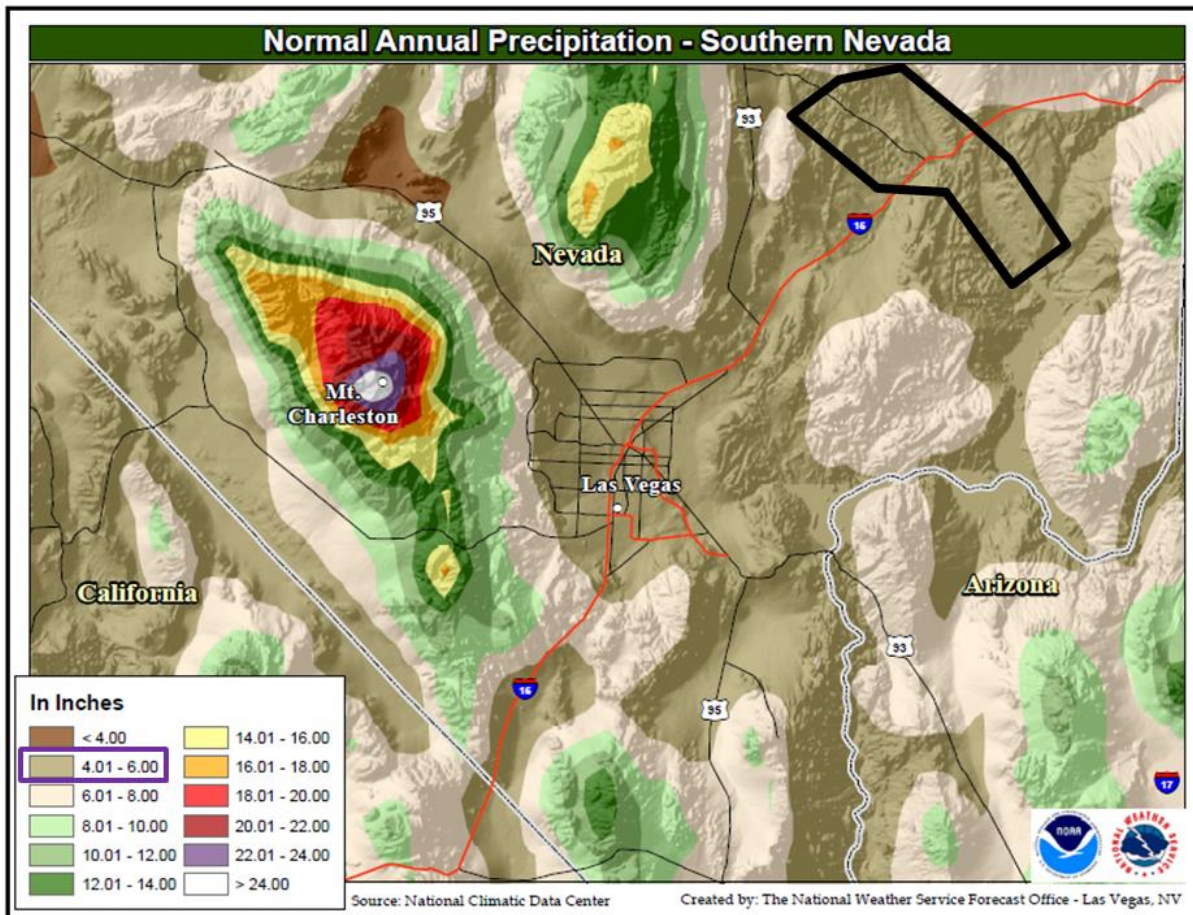 Normal Annual Precipitation - Southern Nevada
93
95
15
Nevada
Mt.
Charleston
Las Vegas
California
Arizona
93
15
95
17
In Inches
< 4.00
4.01 - 6.00
6.01 - 8.00
8.01 - 10.00
10.01 - 12.00
12.01 - 14.00
14.01 - 16.00
16.01 - 18.00
18.01 - 20.00
20.01 - 22.00
22.01 - 24.00
> 24.00
NOAA
NATIONAL WEATHER SERVICE
Source: National Climatic Data Center
Created by: The National Weather Service Forecast Office - Las Vegas, NV